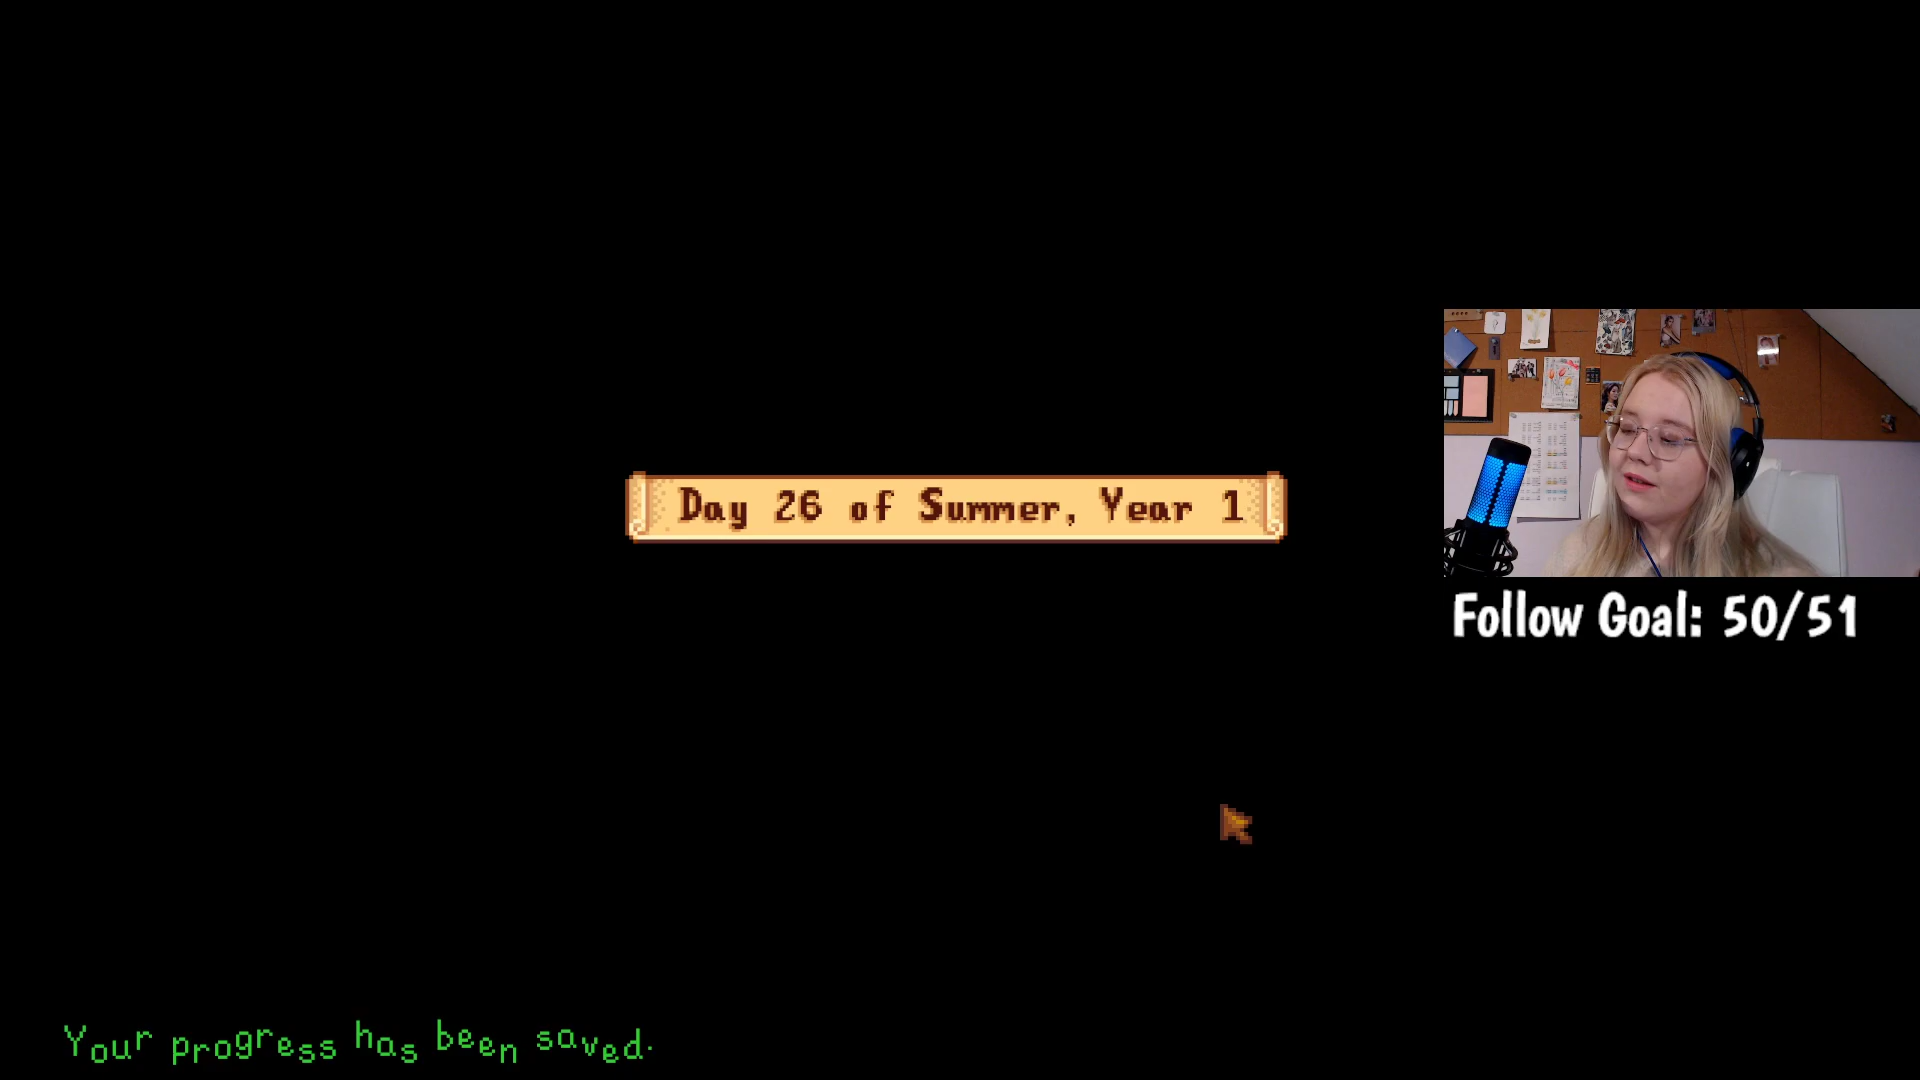 Day 26 of Summer, Year 1
Follow Goal: 50/51
Your progress has been saved.